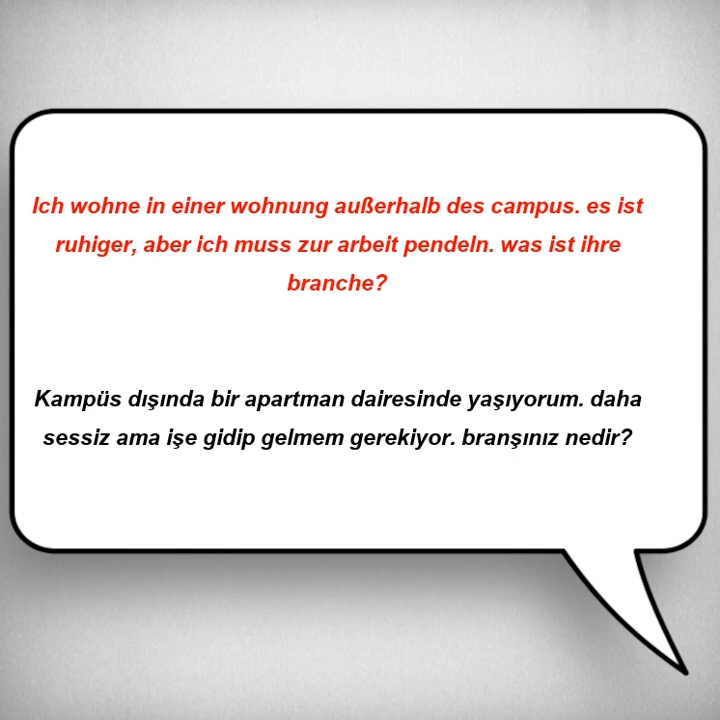 Ich wohne in einer wohnung außerhalb des campus. es ist
ruhiger, aber ich muss zur arbeit pendeln. was ist ihre
branche?
Kampüs dışında bir apartman dairesinde yaşıyorum. daha
sessiz ama işe gidip gelmem gerekiyor. branşınız nedir?